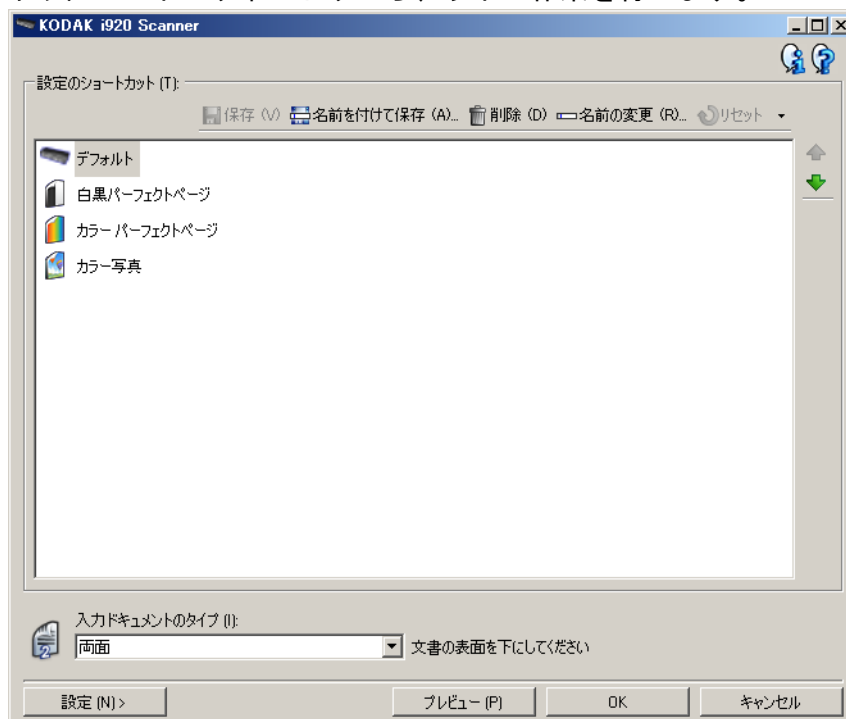 KODAK i920 Scanner
設定のショートカット (T):
保存 (V) 名前を付けて保存 (A)... 削除 (D) 名前の変更 (R)... リセット
デフォルト
白黒パーフェクトページ
カラー パーフェクトページ
カラー写真
入力ドキュメントのタイプ (I):
両面 文書の表面を下にしてください
設定 (N) > プレビュー (P) OK キャンセル